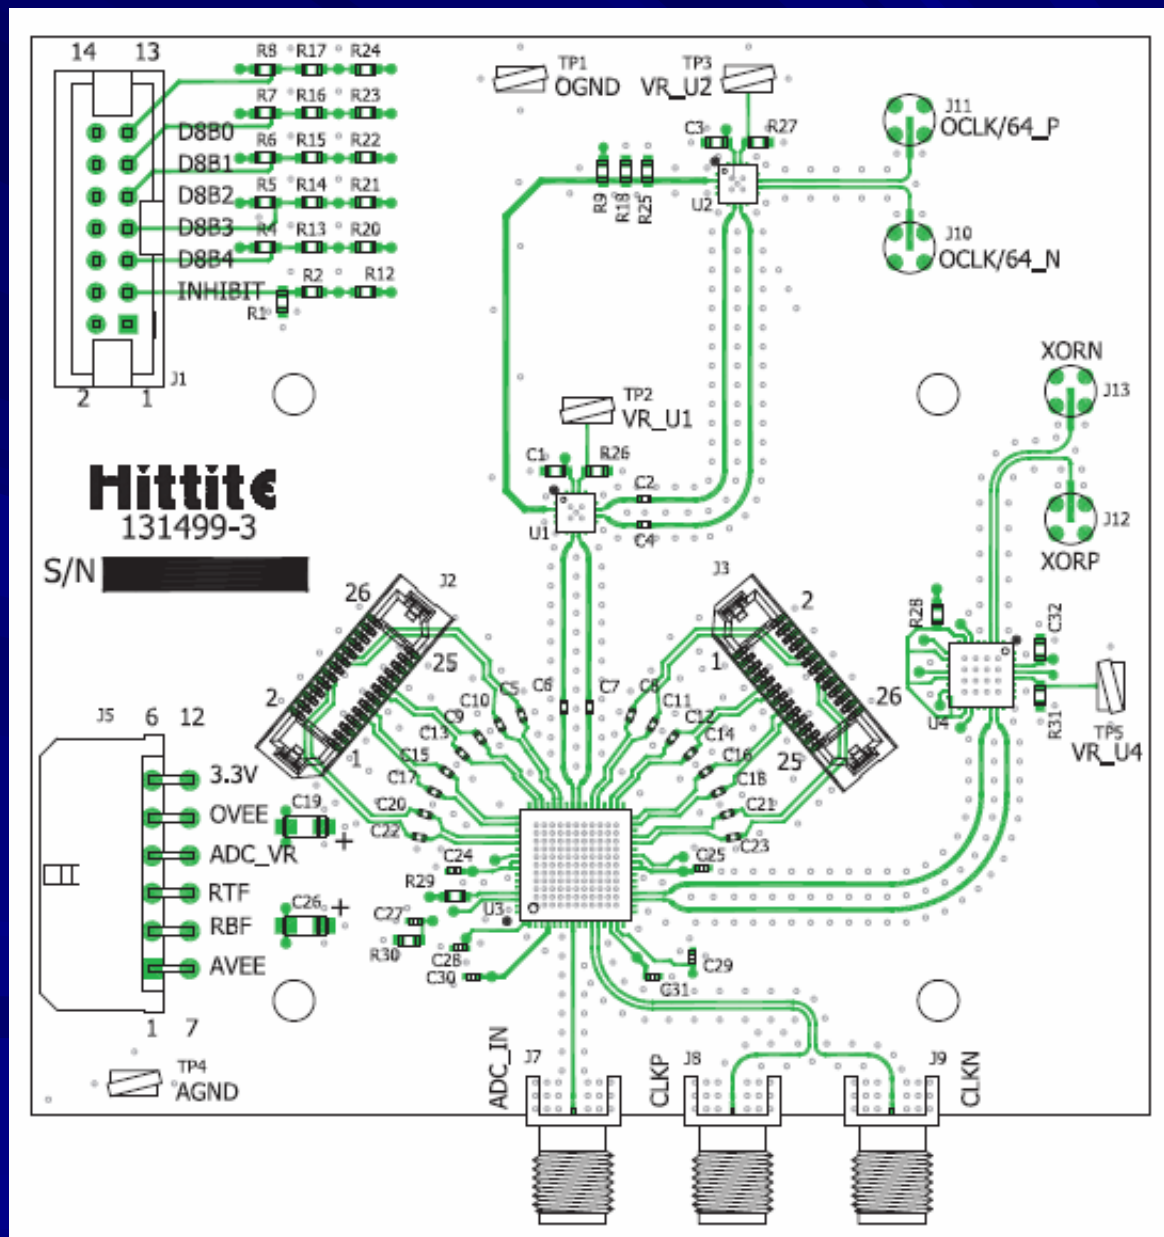 14 13
R8 R17 R24
R7 R16 R23
D8B0
R6 R15 R22
D8B1
R5 R14 R21
D8B2
D8B3
R4 R13 R20
D8B4
INHIBIT R2 R12
R1
J1
2 1
TP1
OGND
TP3
VR_U2
C3 R27
R9 R18 R25
U2
J11
OCLK/64_P
J10
OCLK/64_N
TP2
VR_U1
C1 R26
C2
U1 C4
XORN
J13
J12
XORP
Hittite
131499-3
S/N
J2
26
25
2
1
J3
2
1
26
25
R28 C32
U4 R31
TP5
VR_U4
C5
C10
C9
C13
C15
C17
C20
C22
C6 C7
C8
C11
C12
C14
C16
C18
C21
C23
C24 C25
R29
U3
C27
R30 C28
C30
C29
C31
J5 6 12
3.3V
OVEE
ADC_VR
RTF
RBF
AVEE
1 7
C19
+
C26
+
TP4
AGND
ADC_IN J7
CLKP J8
J9 CLKN